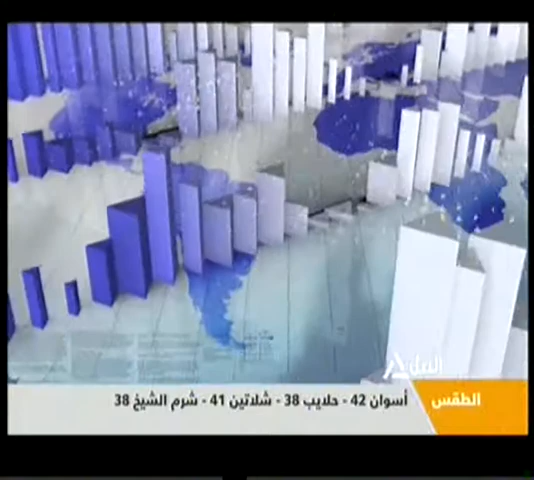 النيل
الطقس
أسوان 42 - حلايب 38 - شلاتين 41 - شرم الشيخ 38